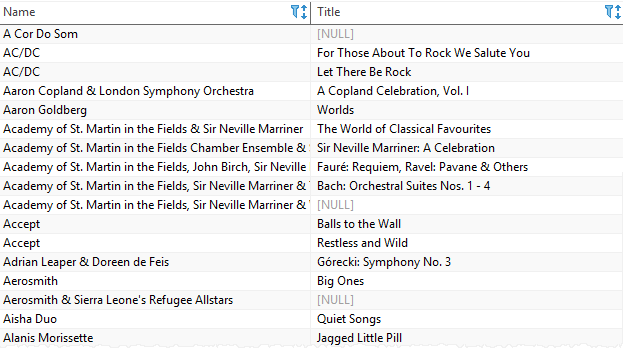 Name Title
A Cor Do Som [NULL]
AC/DC For Those About To Rock We Salute You
AC/DC Let There Be Rock
Aaron Copland & London Symphony Orchestra A Copland Celebration, Vol. I
Aaron Goldberg Worlds
Academy of St. Martin in the Fields & Sir Neville Marriner The World of Classical Favourites
Academy of St. Martin in the Fields Chamber Ensemble & Sir Neville Marriner: A Celebration
Academy of St. Martin in the Fields, John Birch, Sir Neville Fauré: Requiem, Ravel: Pavane & Others
Academy of St. Martin in the Fields, Sir Neville Marriner & Bach: Orchestral Suites Nos. 1 - 4
Academy of St. Martin in the Fields, Sir Neville Marriner & [NULL]
Accept Balls to the Wall
Accept Restless and Wild
Adrian Leaper & Doreen de Feis Górecki: Symphony No. 3
Aerosmith Big Ones
Aerosmith & Sierra Leone's Refugee Allstars [NULL]
Aisha Duo Quiet Songs
Alanis Morissette Jagged Little Pill